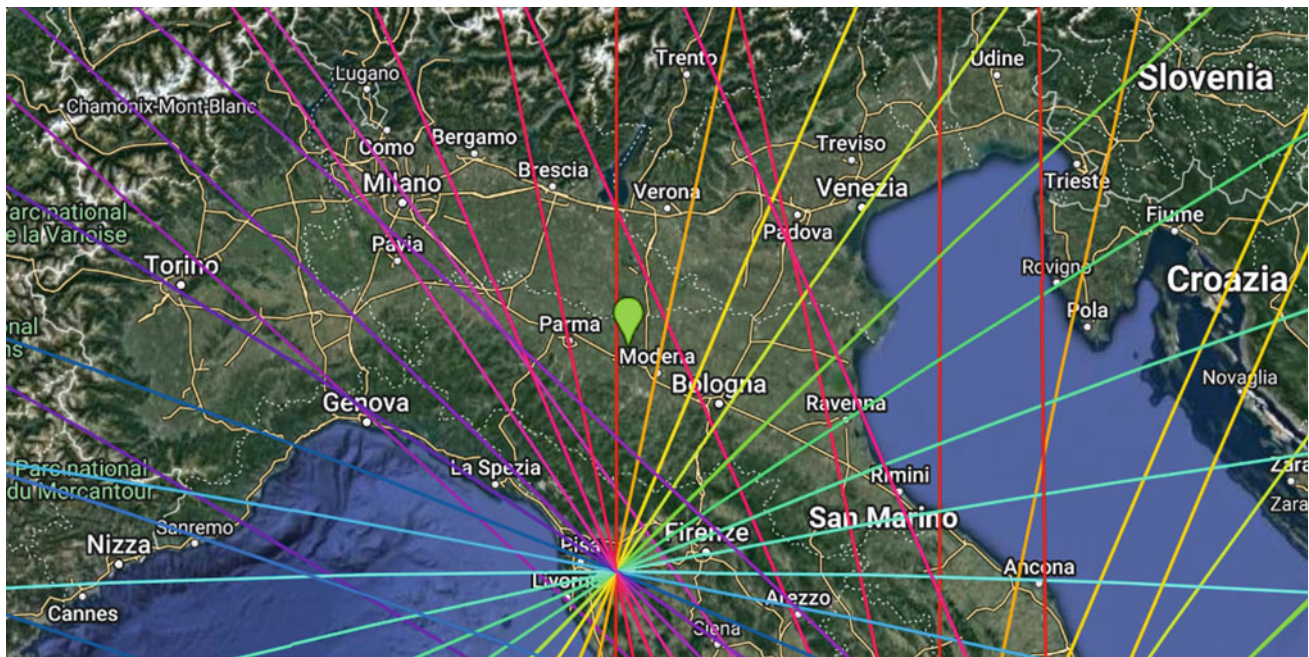 Trento
Udine
Slovenia
Lugano
Chamonix-Mont-Blanc
Como
Bergamo
Treviso
Brescia
Milano
Verona
Venezia
Trieste
Parc national
de la Vanoise
Padova
Fiume
Pavia
Torino
Rovigno
Croazia
Pola
Parma
Modena
Bologna
Novaglia
Genova
Ravenna
Parc national
du Mercantour
La Spezia
Rimini
Zara
Sanremo
San Marino
Zara
Firenze
Nizza
Pisa
Ancona
Livorno
Cannes
Arezzo
Siena